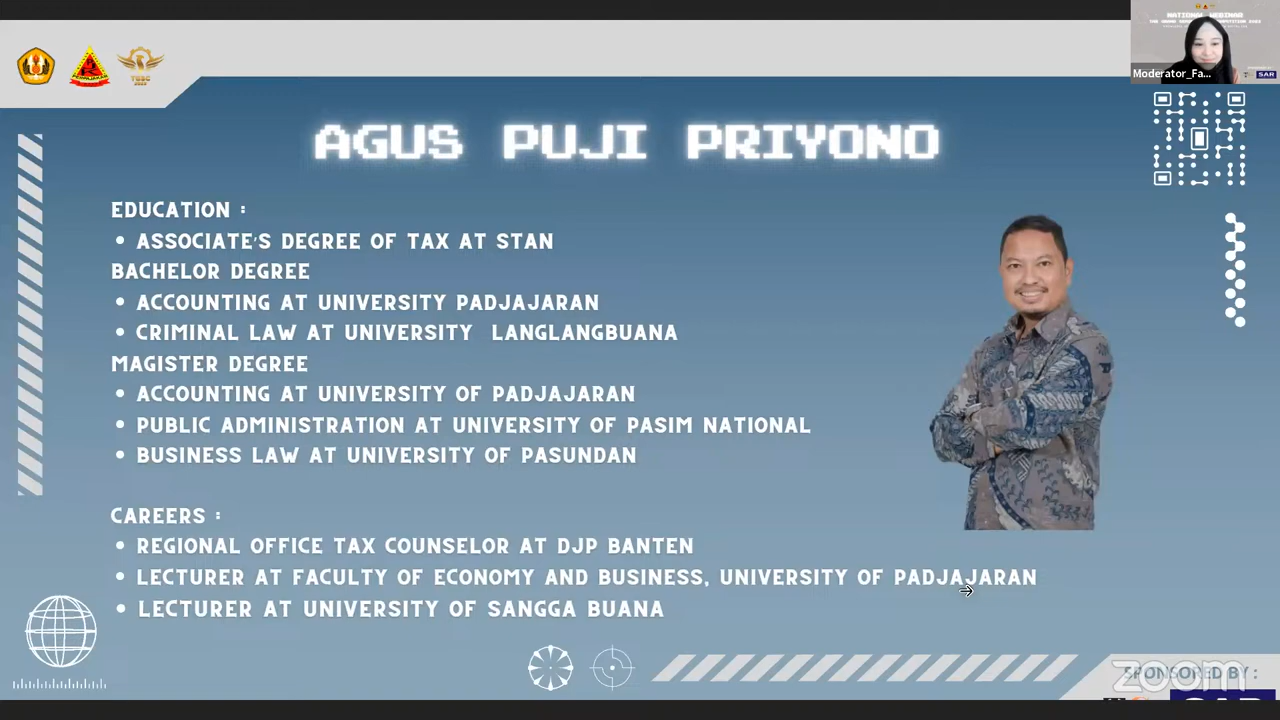 NATIONAL WEBINAR
Moderator_Fa...
SAR
AGUS PUJI PRIYONO
EDUCATION :
• ASSOCIATE'S DEGREE OF TAX AT STAN
BACHELOR DEGREE
• ACCOUNTING AT UNIVERSITY PADJAJARAN
• CRIMINAL LAW AT UNIVERSITY LANGLANGBUANA
MAGISTER DEGREE
• ACCOUNTING AT UNIVERSITY OF PADJAJARAN
• PUBLIC ADMINISTRATION AT UNIVERSITY OF PASIM NATIONAL
• BUSINESS LAW AT UNIVERSITY OF PASUNDAN
CAREERS :
• REGIONAL OFFICE TAX COUNSELOR AT DJP BANTEN
• LECTURER AT FACULTY OF ECONOMY AND BUSINESS, UNIVERSITY OF PADJAJARAN
• LECTURER AT UNIVERSITY OF SANGGA BUANA
SPONSORED BY :
zoom